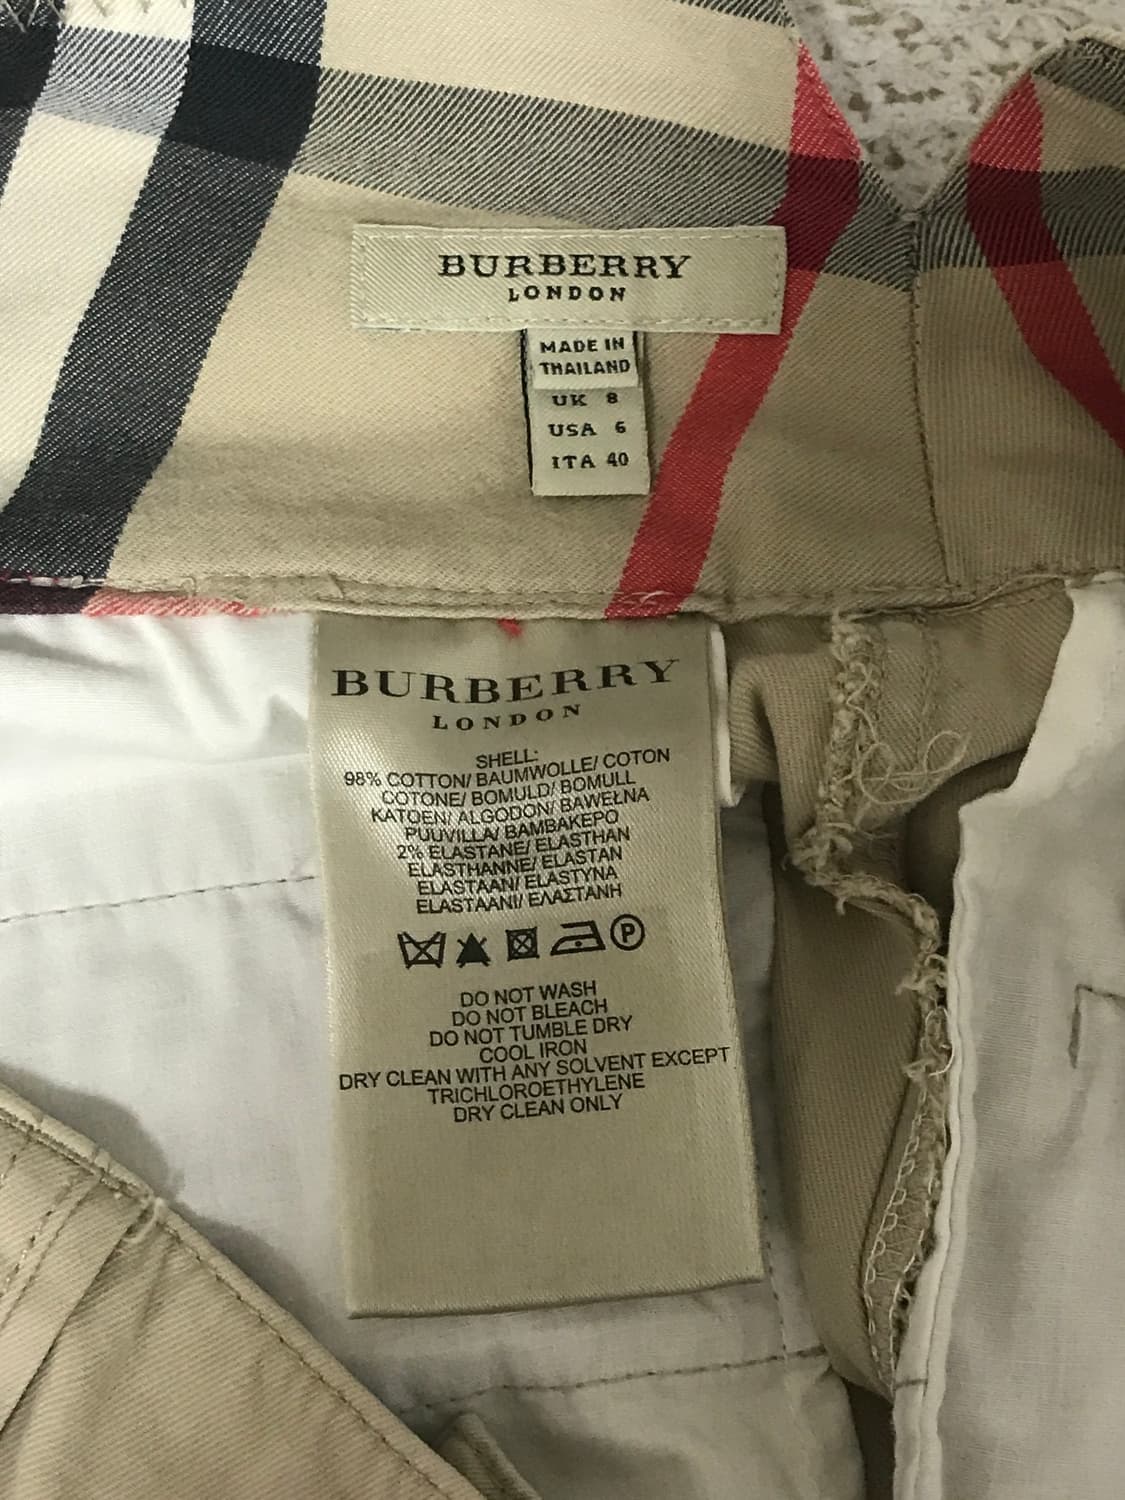 BURBERRY
LONDON
MADE IN
THAILAND
UK 8
USA 6
ITA 40
BURBERRY
LONDON
SHELL:
98% COTTON/ BAUMWOLLE/ COTON
COTONE/ BOMULD/ BOMULL
KATOEN/ ALGODON/ BAWEŁNA
PUUVILLA/ ΒΑΜΒΑΚΕΡΟ
2% ELASTANE/ ELASTHAN
ELASTHANNE/ ELASTAN
ELASTAAN/ ELASTYNA
ELASTAANI/ ΕΛΑΣΤΑΝΗ
P
DO NOT WASH
DO NOT BLEACH
DO NOT TUMBLE DRY
COOL IRON
DRY CLEAN WITH ANY SOLVENT EXCEPT
TRICHLOROETHYLENE
DRY CLEAN ONLY